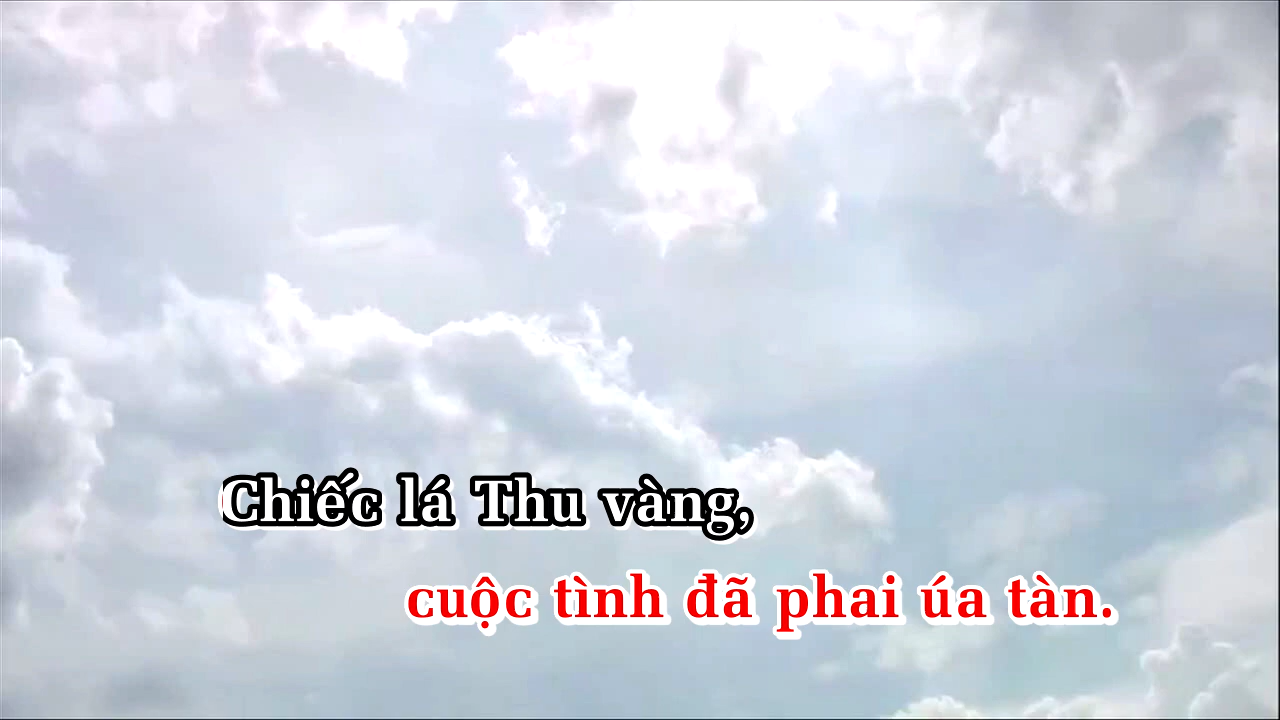 Chiếc lá Thu vàng,
cuộc tình đã phai úa tàn.